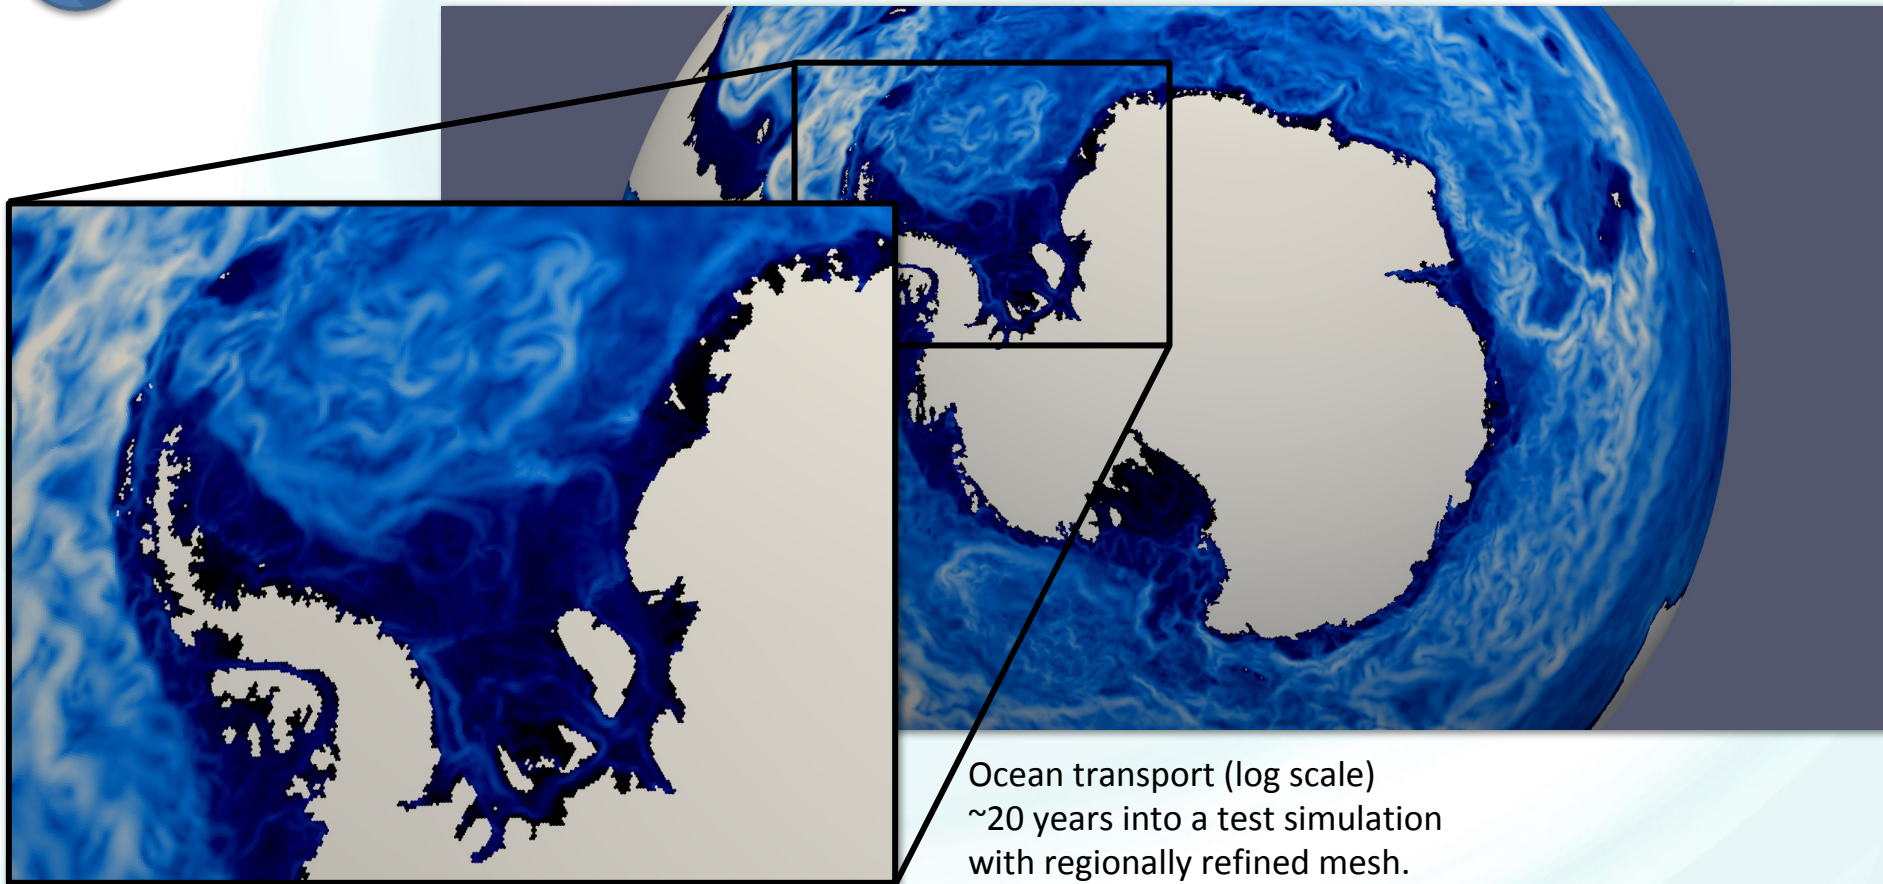 Ocean transport (log scale)
~20 years into a test simulation
with regionally refined mesh.